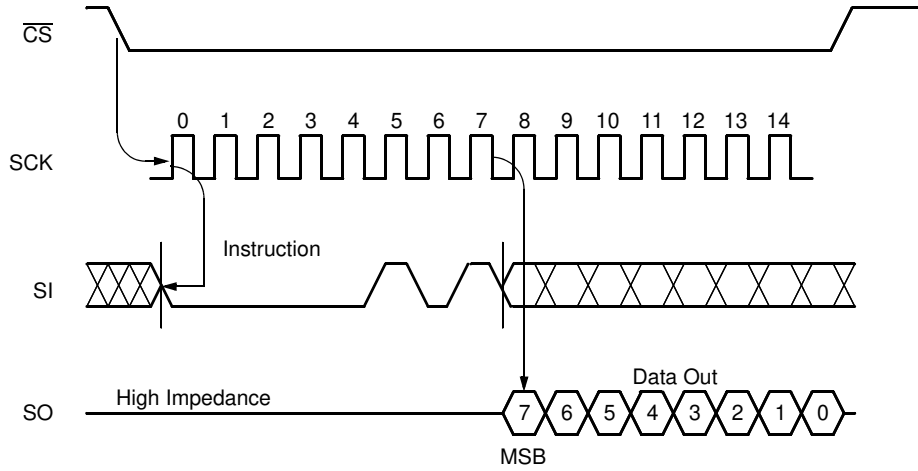 C̅S̅
0 1 2 3 4 5 6 7 8 9 10 11 12 13 14
SCK
Instruction
SI
High Impedance
Data Out
SO
7 6 5 4 3 2 1 0
MSB